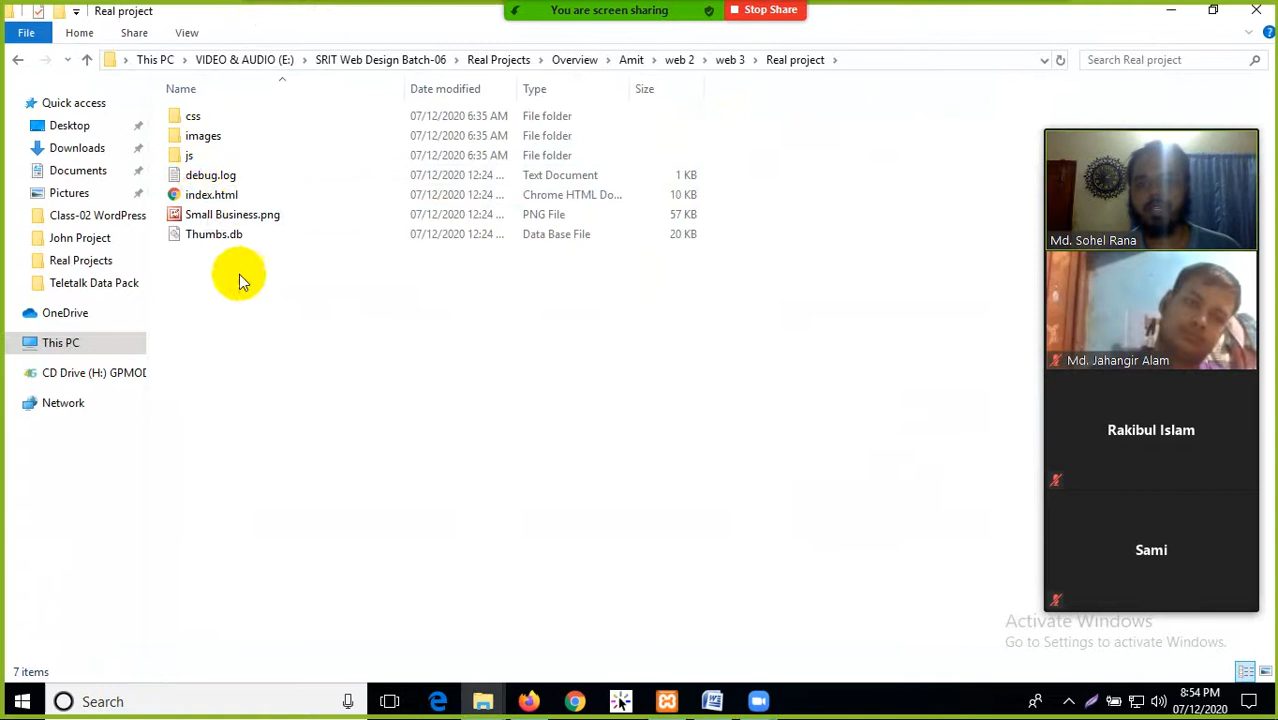 Real project
You are screen sharing
Stop Share
File
Home
Share
View
This PC
VIDEO & AUDIO (E:)
SRIT Web Design Batch-06
Real Projects
Overview
Amit
web 2
web 3
Real project
Search Real project
Name
Date modified
Type
Size
css
07/12/2020 6:35 AM
File folder
images
07/12/2020 6:35 AM
File folder
js
07/12/2020 6:35 AM
File folder
debug.log
07/12/2020 12:24 ...
Text Document
1 KB
index.html
07/12/2020 12:24 ...
Chrome HTML Do...
10 KB
Small Business.png
07/12/2020 12:24 ...
PNG File
57 KB
Thumbs.db
07/12/2020 12:24 ...
Data Base File
20 KB
Quick access
Desktop
Downloads
Documents
Pictures
Class-02 WordPress
John Project
Real Projects
Teletalk Data Pack
OneDrive
This PC
CD Drive (H:) GPMOD
Network
Md. Sohel Rana
Md. Jahangir Alam
Rakibul Islam
Sami
Activate Windows
Go to Settings to activate Windows.
7 items
Search
8:54 PM
07/12/2020